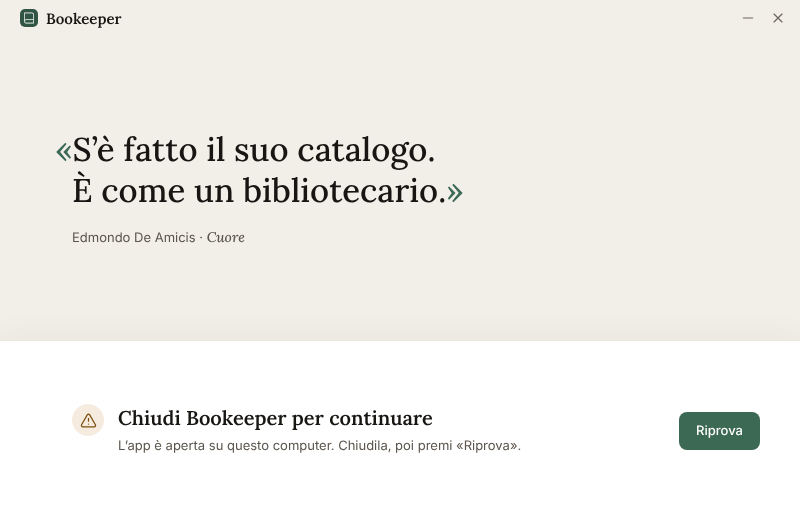 Bookeeper
«S’è fatto il suo catalogo.
È come un bibliotecario.»
Edmondo De Amicis · Cuore
Chiudi Bookeeper per continuare
L’app è aperta su questo computer. Chiudila, poi premi «Riprova».
Riprova